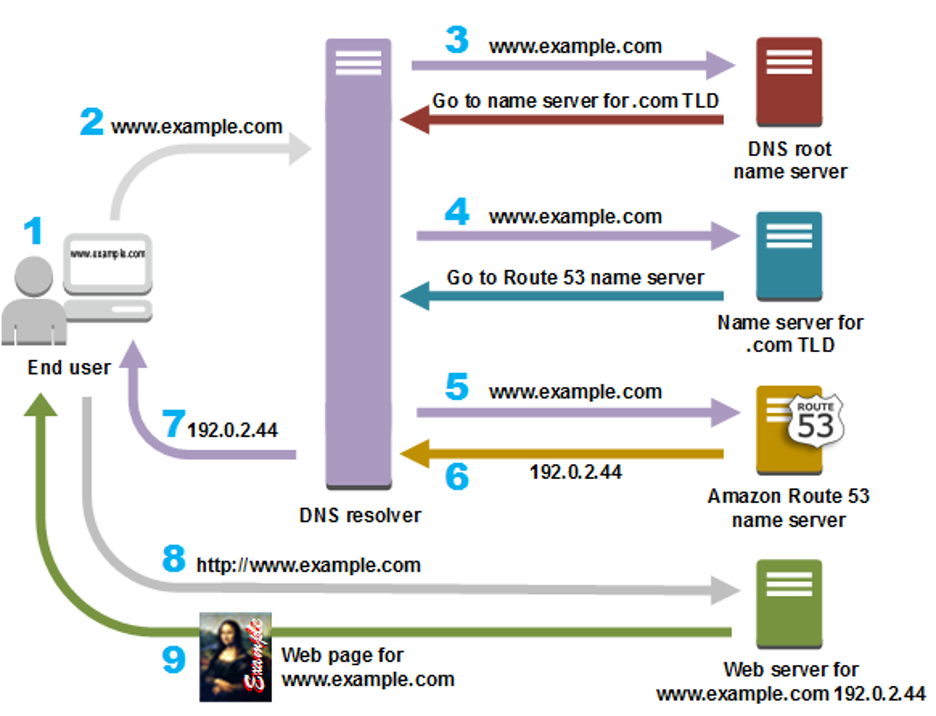 3 www.example.com
Go to name server for .com TLD
DNS root
name server
2 www.example.com
1
www.example.com
End user
4 www.example.com
Go to Route 53 name server
Name server for
.com TLD
5 www.example.com
ROUTE
53
6 192.0.2.44
Amazon Route 53
name server
7 192.0.2.44
DNS resolver
8 http://www.example.com
9
Example
Web page for
www.example.com
Web server for
www.example.com 192.0.2.44